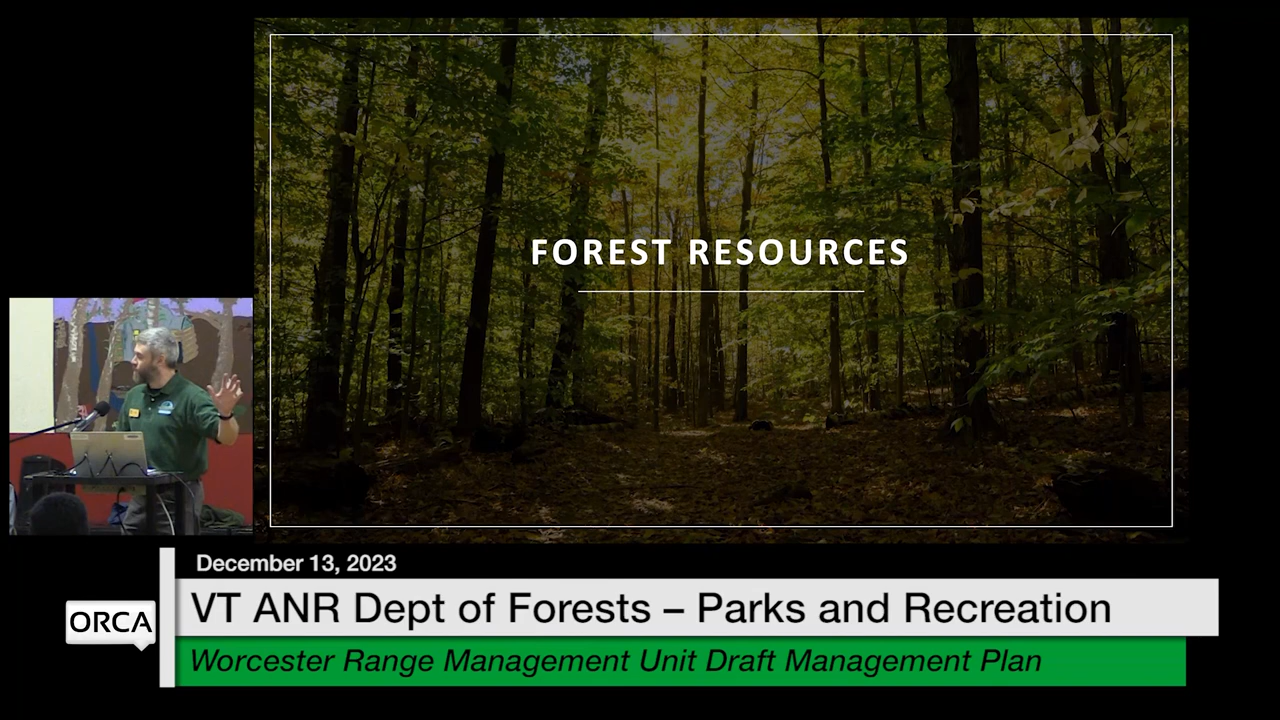 FOREST RESOURCES
December 13, 2023
VT ANR Dept of Forests – Parks and Recreation
ORCA
Worcester Range Management Unit Draft Management Plan